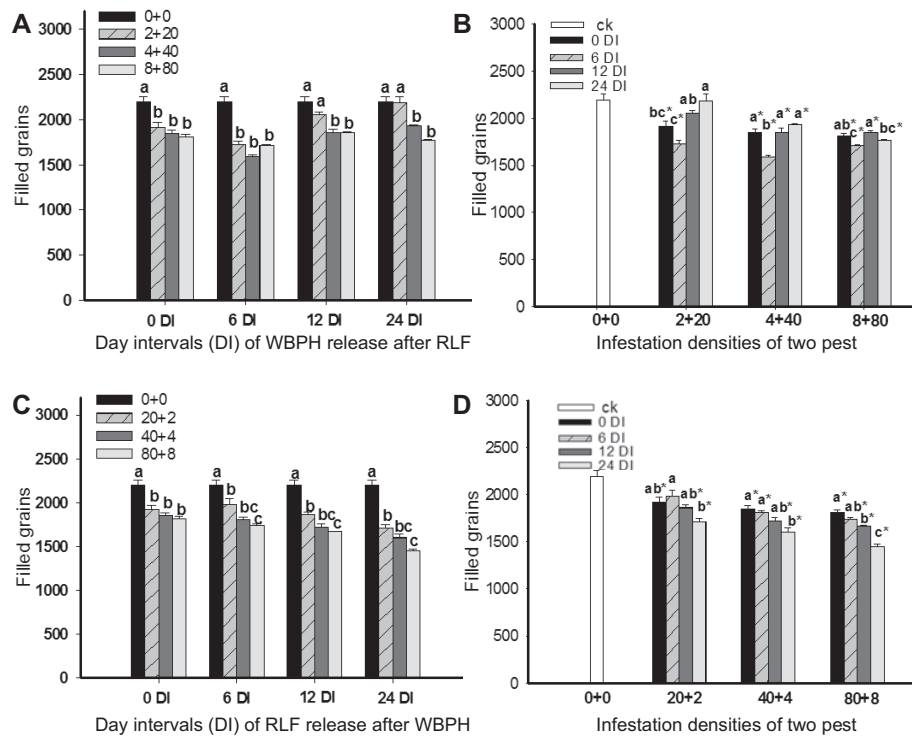 A
0+0
2+20
4+40
8+80
3000
2500
2000
1500
1000
500
0
Filled grains
a b b b
a b b b
a a b b
a a b b
0 DI 6 DI 12 DI 24 DI
Day intervals (DI) of WBPH release after RLF
B
ck
0 DI
6 DI
12 DI
24 DI
3000
2500
2000
1500
1000
500
0
Filled grains
bc* c* ab a
a* b* a* a*
ab* c* a* bc*
0+0 2+20 4+40 8+80
Infestation densities of two pest
C
0+0
20+2
40+4
80+8
3000
2500
2000
1500
1000
500
0
Filled grains
a b b b
a b bc c
a b bc c
a b bc c
0 DI 6 DI 12 DI 24 DI
Day intervals (DI) of RLF release after WBPH
D
ck
0 DI
6 DI
12 DI
24 DI
3000
2500
2000
1500
1000
500
0
Filled grains
ab* a ab* b*
a* a* ab* b*
a* ab* b* c*
0+0 20+2 40+4 80+8
Infestation densities of two pest